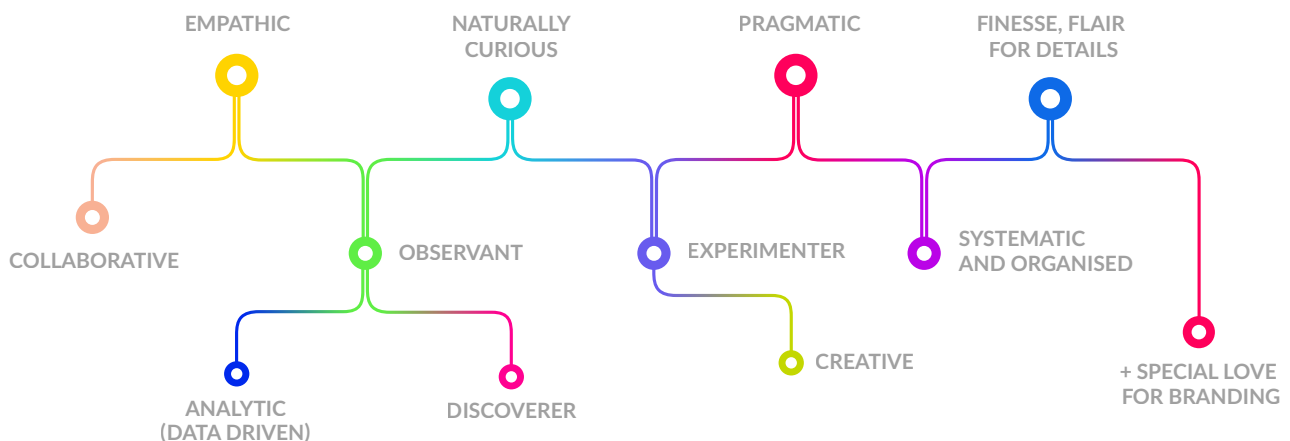 EMPATHIC
NATURALLY
CURIOUS
PRAGMATIC
FINESSE, FLAIR
FOR DETAILS
COLLABORATIVE
OBSERVANT
EXPERIMENTER
SYSTEMATIC
AND ORGANISED
ANALYTIC
(DATA DRIVEN)
DISCOVERER
CREATIVE
+ SPECIAL LOVE
FOR BRANDING